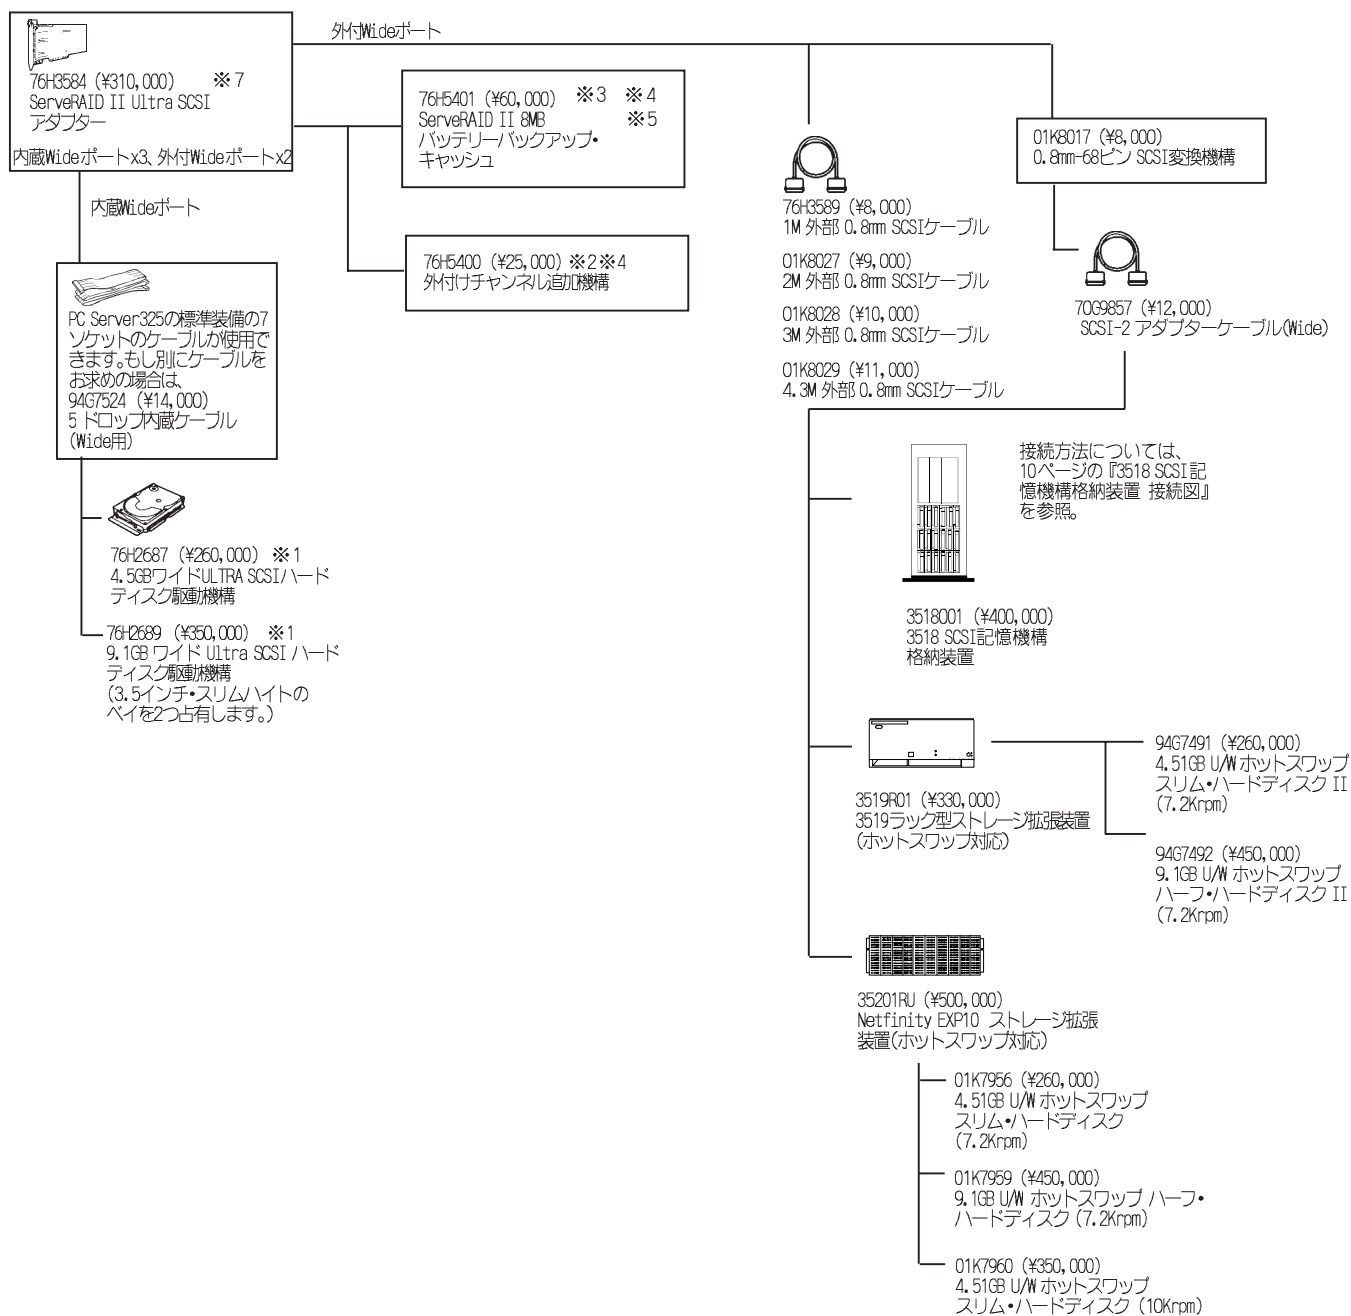 外付Wideポート
76H3584 (¥310,000) ※7
ServeRAID II Ultra SCSI
アダプター
内蔵Wideポートx3、外付Wideポートx2
内蔵Wideポート
76H5401 (¥60,000) ※3 ※4
ServeRAID II 8MB ※5
バッテリーバックアップ・
キャッシュ
76H5400 (¥25,000) ※2※4
外付けチャンネル追加機構
PC Server325の標準装備の7
ソケットのケーブルが使用で
きます。もし別にケーブルを
お求めの場合は、
94G7524 (¥14,000)
5 ドロップ内蔵ケーブル
(Wide用)
76H2687 (¥260,000) ※1
4.5GBワイドULTRA SCSIハード
ディスク駆動機構
76H2689 (¥350,000) ※1
9.1GB ワイド Ultra SCSI ハード
ディスク駆動機構
(3.5インチ・スリムハイトの
ベイを2つ占有します。)
76H3589 (¥8,000)
1M 外部 0.8mm SCSIケーブル
01K8027 (¥9,000)
2M 外部 0.8mm SCSIケーブル
01K8028 (¥10,000)
3M 外部 0.8mm SCSIケーブル
01K8029 (¥11,000)
4.3M 外部 0.8mm SCSIケーブル
01K8017 (¥8,000)
0.8mm-68ピン SCSI変換機構
70G9857 (¥12,000)
SCSI-2 アダプターケーブル(Wide)
接続方法については、
10ページの『3518 SCSI記
憶機構格納装置 接続図』
を参照。
3518001 (¥400,000)
3518 SCSI記憶機構
格納装置
3519R01 (¥330,000)
3519ラック型ストレージ拡張装置
(ホットスワップ対応)
94G7491 (¥260,000)
4.51GB U/W ホットスワップ
スリム・ハードディスク II
(7.2Krpm)
94G7492 (¥450,000)
9.1GB U/W ホットスワップ
ハーフ・ハードディスク II
(7.2Krpm)
35201RU (¥500,000)
Netfinity EXP10 ストレージ拡張
装置(ホットスワップ対応)
01K7956 (¥260,000)
4.51GB U/W ホットスワップ
スリム・ハードディスク
(7.2Krpm)
01K7959 (¥450,000)
9.1GB U/W ホットスワップ ハーフ・
ハードディスク (7.2Krpm)
01K7960 (¥350,000)
4.51GB U/W ホットスワップ
スリム・ハードディスク (10Krpm)